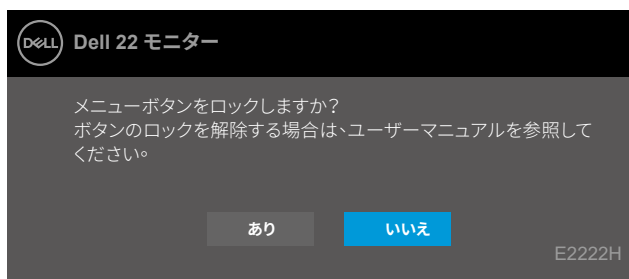 DELL Dell 22 モニター
メニューボタンをロックしますか?
ボタンのロックを解除する場合は、ユーザーマニュアルを参照して
ください。
あり いいえ
E2222H